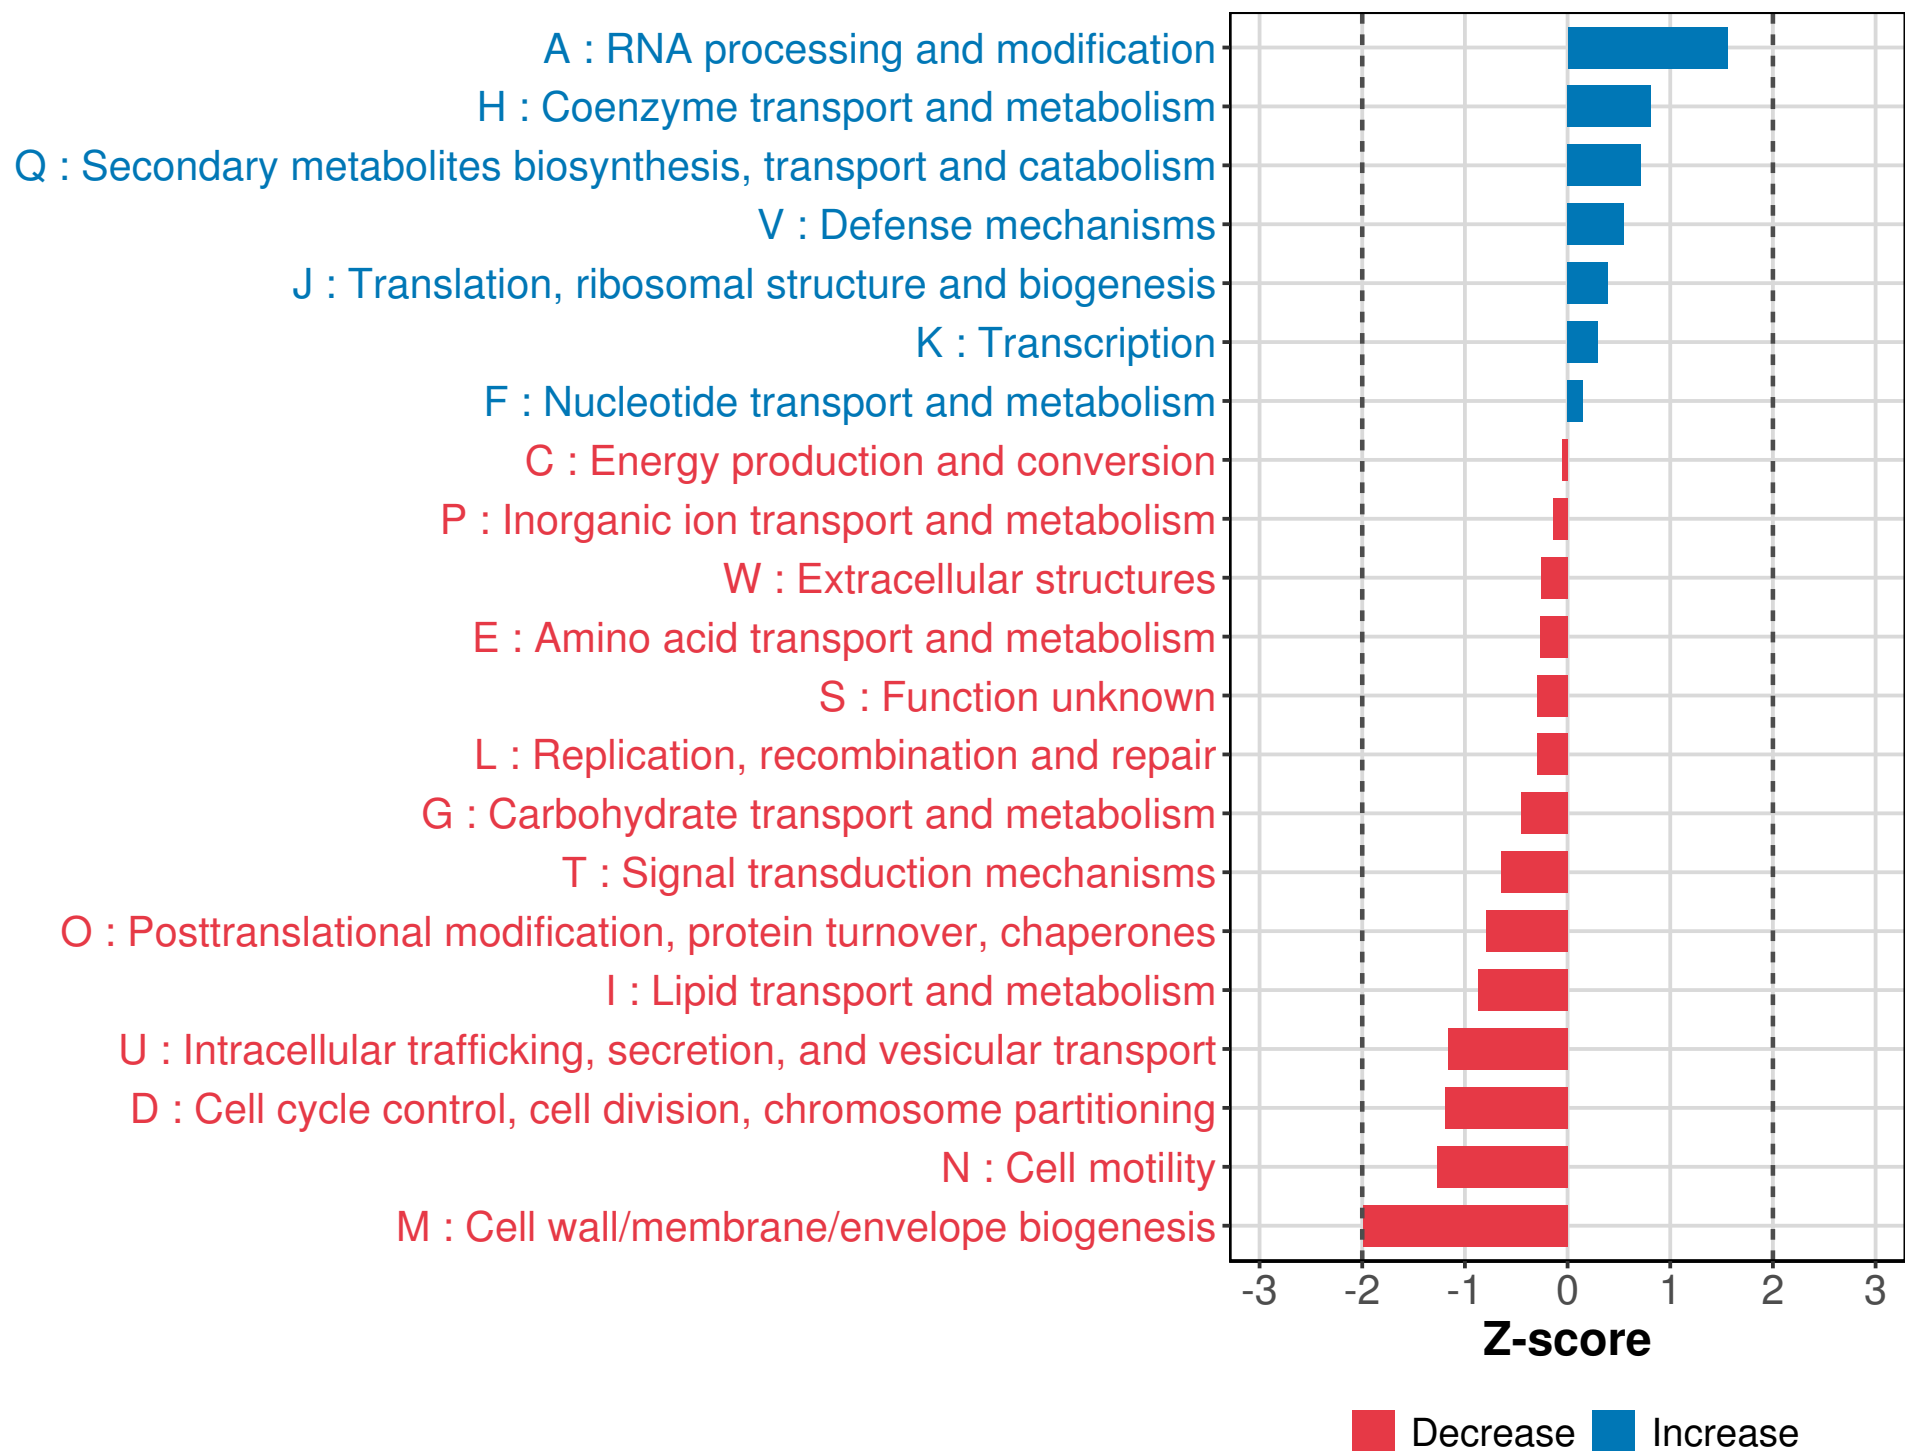 A : RNA processing and modification
H : Coenzyme transport and metabolism
Q : Secondary metabolites biosynthesis, transport and catabolism
V : Defense mechanisms
J : Translation, ribosomal structure and biogenesis
K : Transcription
F : Nucleotide transport and metabolism
C : Energy production and conversion
P : Inorganic ion transport and metabolism
W : Extracellular structures
E : Amino acid transport and metabolism
S : Function unknown
L : Replication, recombination and repair
G : Carbohydrate transport and metabolism
T : Signal transduction mechanisms
O : Posttranslational modification, protein turnover, chaperones
I : Lipid transport and metabolism
U : Intracellular trafficking, secretion, and vesicular transport
D : Cell cycle control, cell division, chromosome partitioning
N : Cell motility
M : Cell wall/membrane/envelope biogenesis
-3 -2 -1 0 1 2 3
Z-score
Decrease Increase